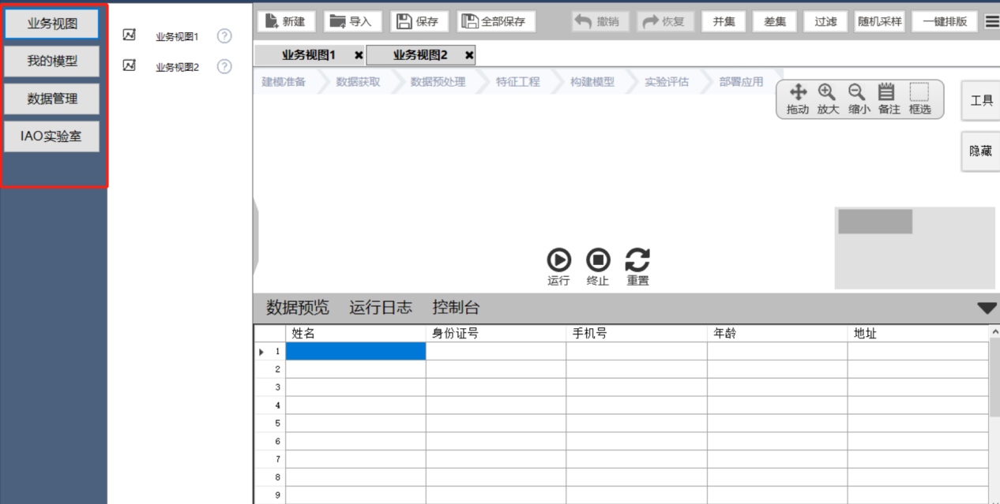 业务视图
我的模型
数据管理
IAO实验室
业务视图1 ?
业务视图2 ?
新建 导入 保存 全部保存 撤销 恢复 并集 差集 过滤 随机采样 一键排版
业务视图1 业务视图2
建模准备 数据获取 数据预处理 特征工程 构建模型 实验评估 部署应用
拖动 放大 缩小 备注 框选
工具
隐藏
运行 终止 重置
数据预览 运行日志 控制台
姓名 身份证号 手机号 年龄 地址
1
2
3
4
5
6
7
8
9